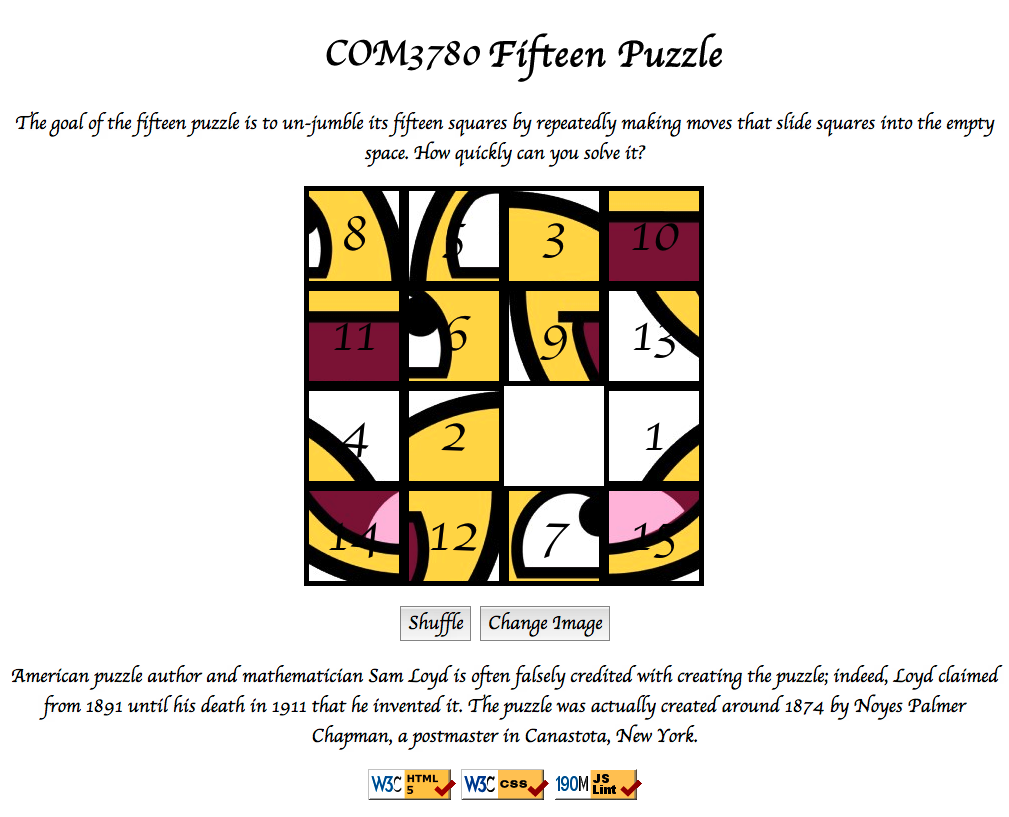 COM3780 Fifteen Puzzle
The goal of the fifteen puzzle is to un-jumble its fifteen squares by repeatedly making moves that slide squares into the empty
space. How quickly can you solve it?
8 5 3 10
11 6 9 13
4 2 1
14 12 7 15
Shuffle Change Image
American puzzle author and mathematician Sam Loyd is often falsely credited with creating the puzzle; indeed, Loyd claimed
from 1891 until his death in 1911 that he invented it. The puzzle was actually created around 1874 by Noyes Palmer
Chapman, a postmaster in Canastota, New York.
W3C HTML 5 W3C css 190M JS Lint